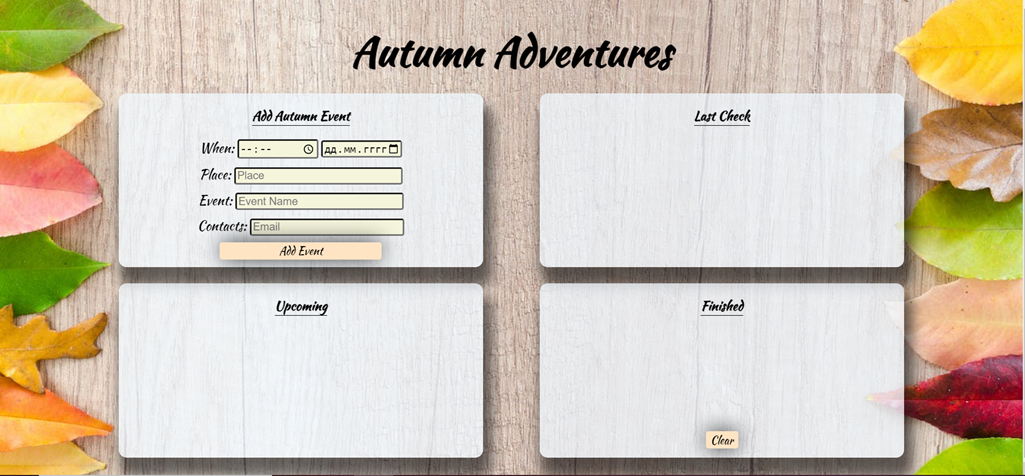 Autumn Adventures
Add Autumn Event
When: --:-- дд.мм.гггг
Place: Place
Event: Event Name
Contacts: Email
Add Event
Last Check
Upcoming
Finished
Clear